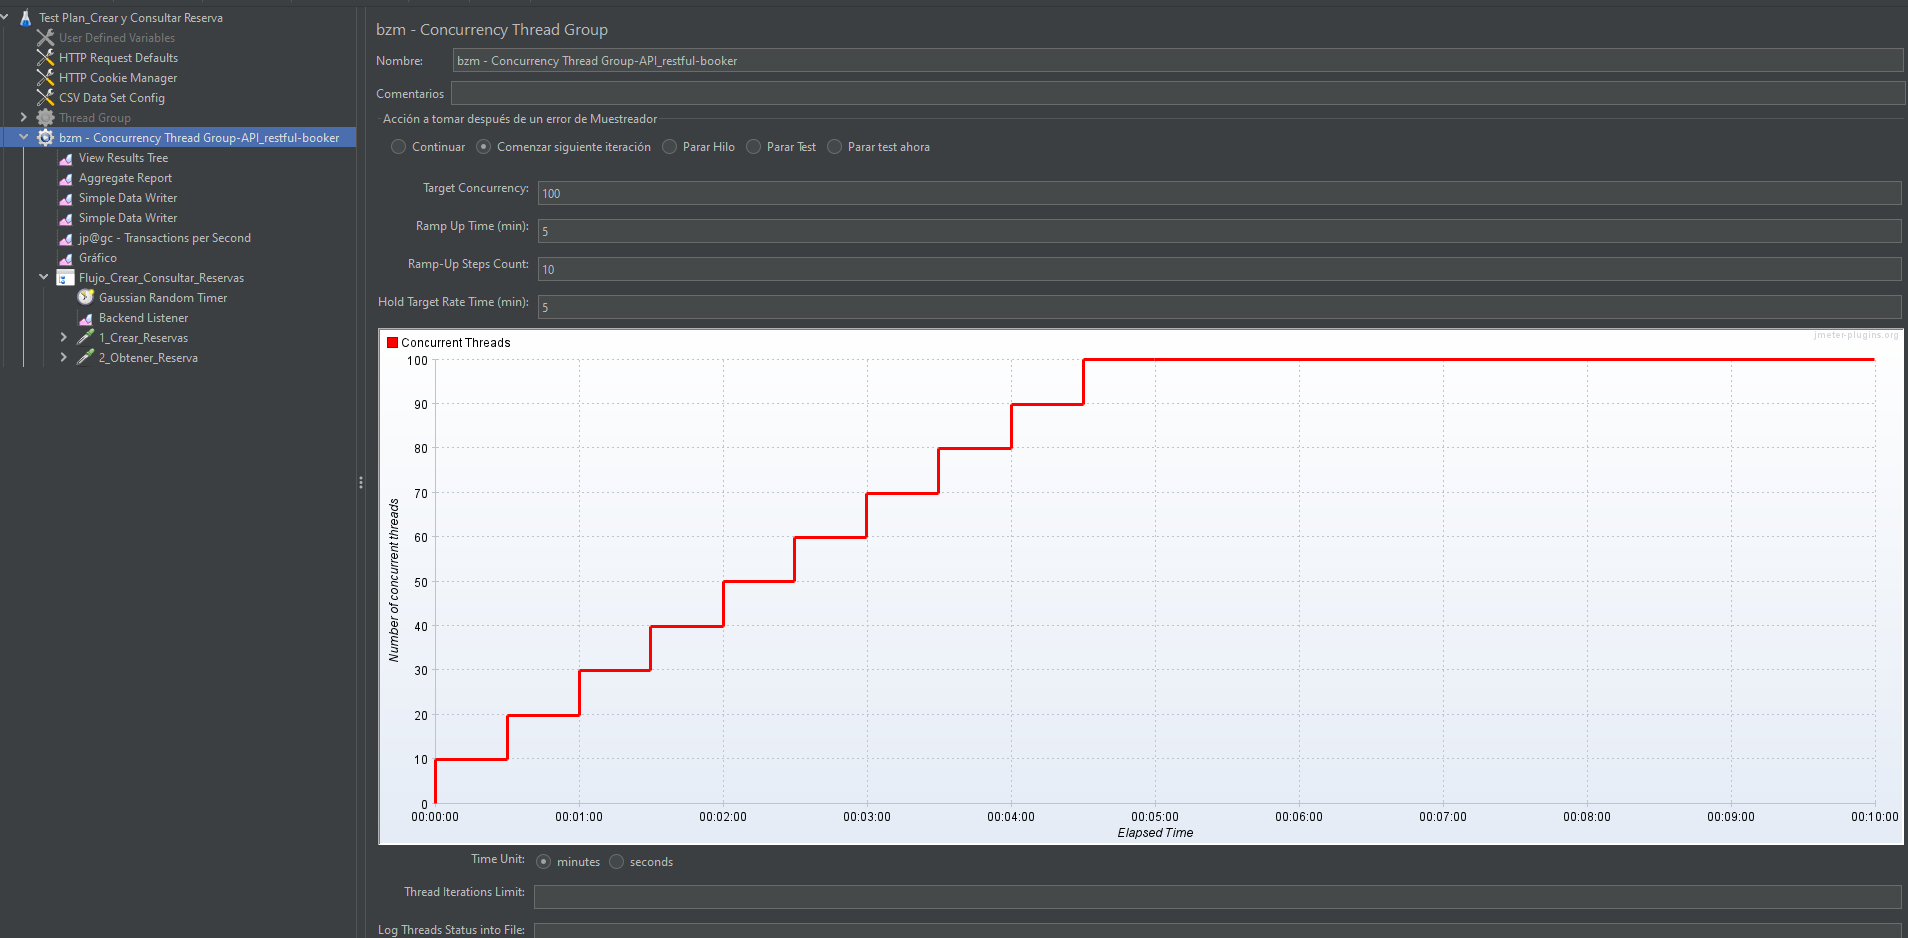 Test Plan_Crear y Consultar Reserva
User Defined Variables
HTTP Request Defaults
HTTP Cookie Manager
CSV Data Set Config
Thread Group
bzm - Concurrency Thread Group-API_restful-booker
View Results Tree
Aggregate Report
Simple Data Writer
Simple Data Writer
jp@gc - Transactions per Second
Gráfico
Flujo_Crear_Consultar_Reservas
Gaussian Random Timer
Backend Listener
1_Crear_Reservas
2_Obtener_Reserva
bzm - Concurrency Thread Group
Nombre: bzm - Concurrency Thread Group-API_restful-booker
Comentarios
Acción a tomar después de un error de Muestreador
Continuar Comenzar siguiente iteración Parar Hilo Parar Test Parar test ahora
Target Concurrency: 100
Ramp Up Time (min): 5
Ramp-Up Steps Count: 10
Hold Target Rate Time (min): 5
Concurrent Threads
jmeter-plugins.org
Number of concurrent threads
100
90
80
70
60
50
40
30
20
10
0
00:00:00 00:01:00 00:02:00 00:03:00 00:04:00 00:05:00 00:06:00 00:07:00 00:08:00 00:09:00 00:10:00
Elapsed Time
Time Unit: minutes seconds
Thread Iterations Limit:
Log Threads Status into File: